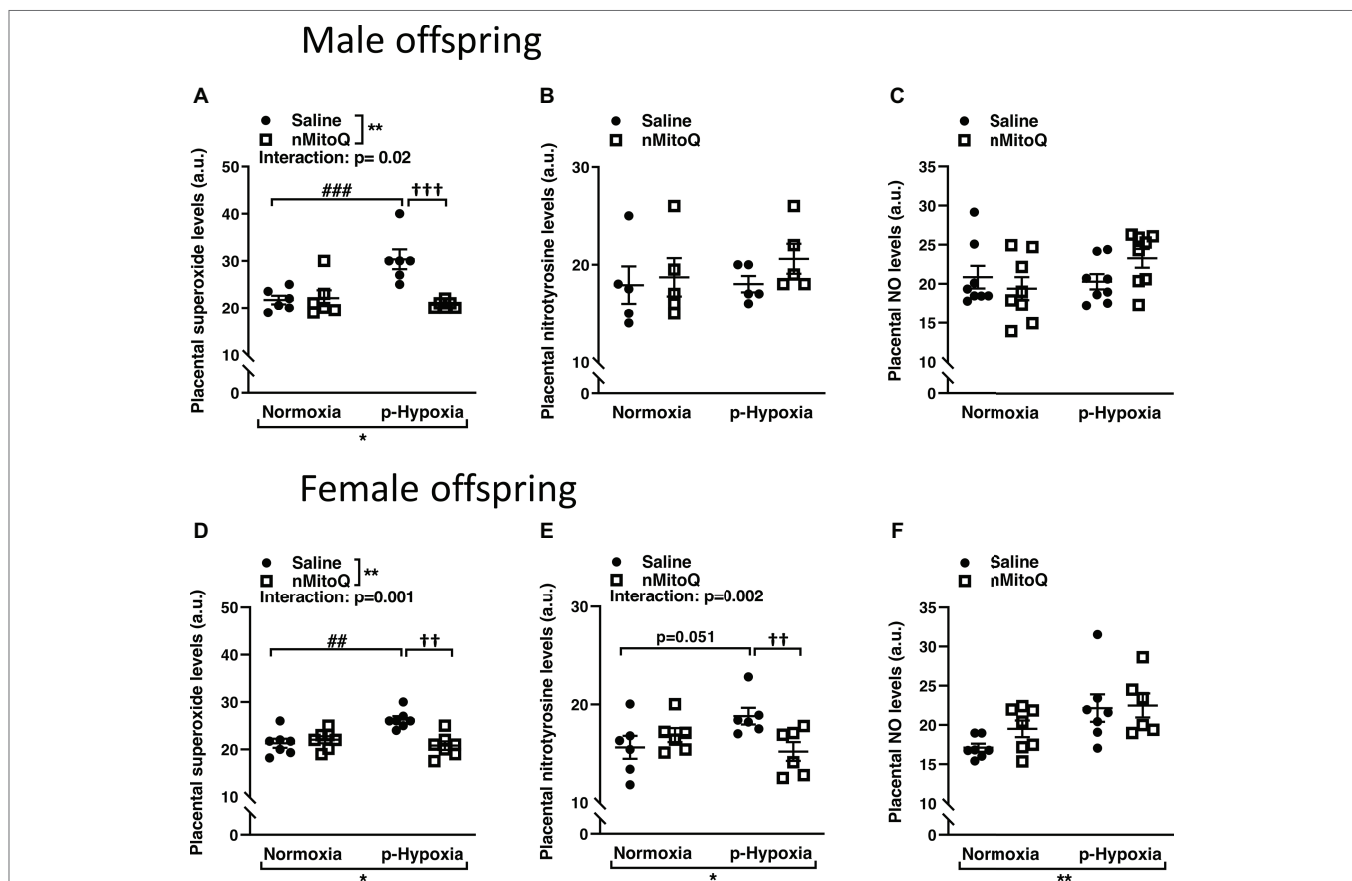 Male offspring
A
Saline
nMitoQ
**
Interaction: p= 0.02
Placental superoxide levels (a.u.)
50
40
30
20
10
0
###
†††
Normoxia
p-Hypoxia
*
B
Saline
nMitoQ
Placental nitrotyrosine levels (a.u.)
30
20
10
0
Normoxia
p-Hypoxia
C
Saline
nMitoQ
Placental NO levels (a.u.)
35
30
25
20
15
10
0
Normoxia
p-Hypoxia
Female offspring
D
Saline
nMitoQ
**
Interaction: p=0.001
Placental superoxide levels (a.u.)
50
40
30
20
10
0
##
††
Normoxia
p-Hypoxia
*
E
Saline
nMitoQ
Interaction: p=0.002
Placental nitrotyrosine levels (a.u.)
30
20
10
0
p=0.051
††
Normoxia
p-Hypoxia
*
F
Saline
nMitoQ
Placental NO levels (a.u.)
35
30
25
20
15
10
0
Normoxia
p-Hypoxia
**